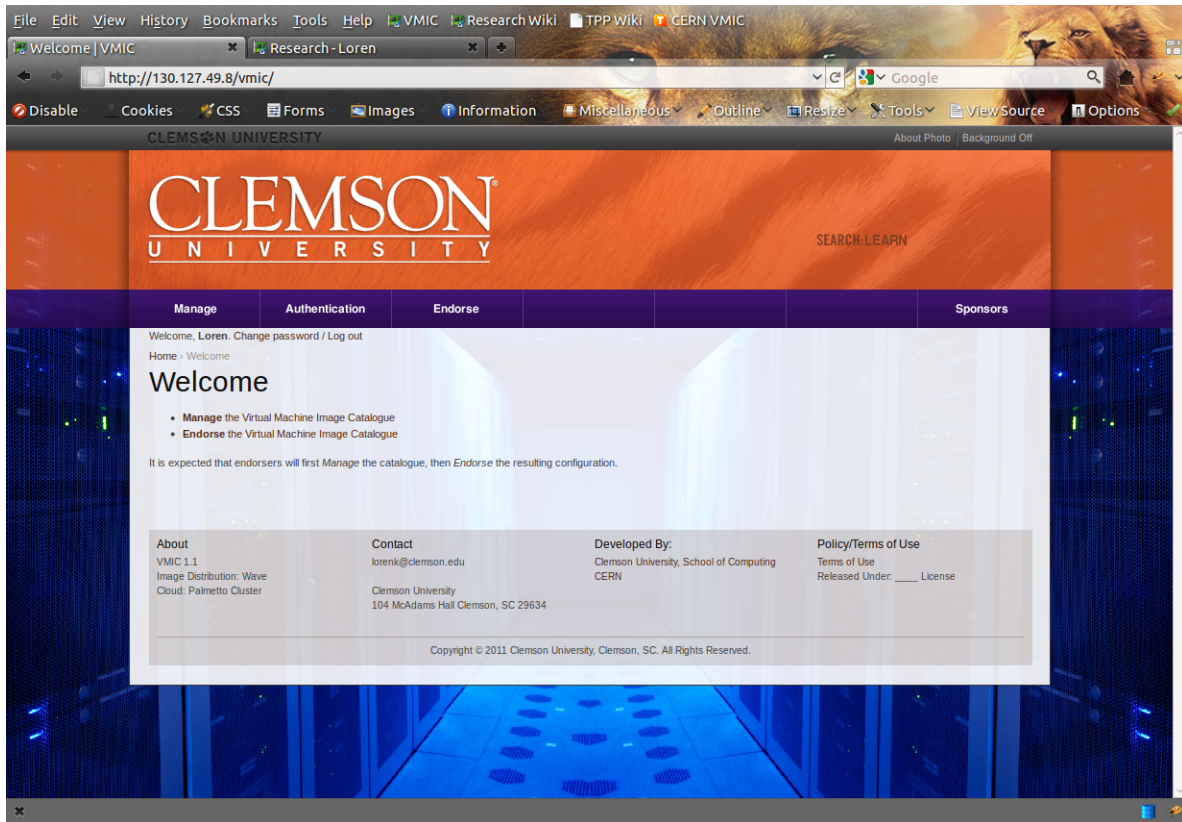 File Edit View History Bookmarks Tools Help VMIC Research Wiki TPP Wiki CERN VMIC
Welcome | VMIC Research - Loren
http://130.127.49.8/vmic/ Google
Disable Cookies CSS Forms Images Information Miscellaneous Outline Resize Tools View Source Options
CLEMSON UNIVERSITY About Photo | Background Off
CLEMSON®
UNIVERSITY
SEARCH: LEARN
Manage Authentication Endorse Sponsors
Welcome, Loren. Change password / Log out
Home › Welcome
Welcome
• Manage the Virtual Machine Image Catalogue
• Endorse the Virtual Machine Image Catalogue
It is expected that endorsers will first Manage the catalogue, then Endorse the resulting configuration.
About
VMIC 1.1
Image Distribution: Wave
Cloud: Palmetto Cluster
Contact
lorenk@clemson.edu
Clemson University
104 McAdams Hall Clemson, SC 29634
Developed By:
Clemson University, School of Computing
CERN
Policy/Terms of Use
Terms of Use
Released Under: ____ License
Copyright © 2011 Clemson University, Clemson, SC. All Rights Reserved.